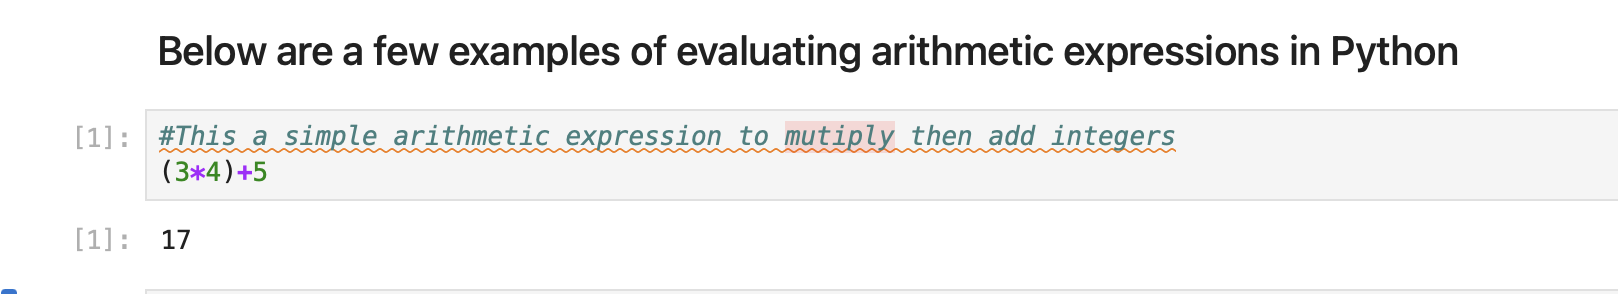 Below are a few examples of evaluating arithmetic expressions in Python
[1]: #This a simple arithmetic expression to mutiply then add integers
(3*4)+5
[1]: 17